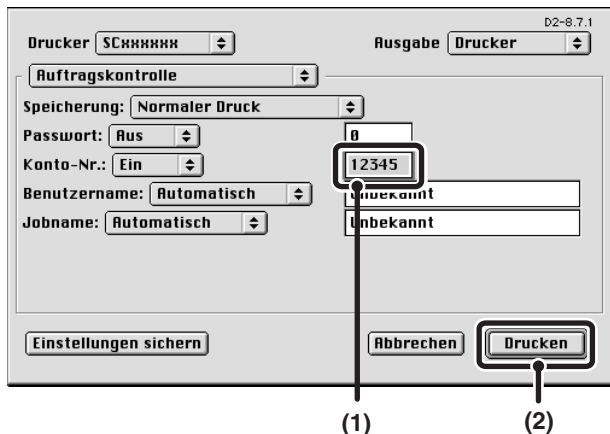 D2-8.7.1
Drucker SCxxxxxx Ausgabe Drucker
Auftragskontrolle
Speicherung: Normaler Druck
Passwort: Aus 0
Konto-Nr.: Ein 12345
Benutzername: Automatisch Unbekannt
Jobname: Automatisch Unbekannt
Einstellungen sichern Abbrechen Drucken
(1) (2)